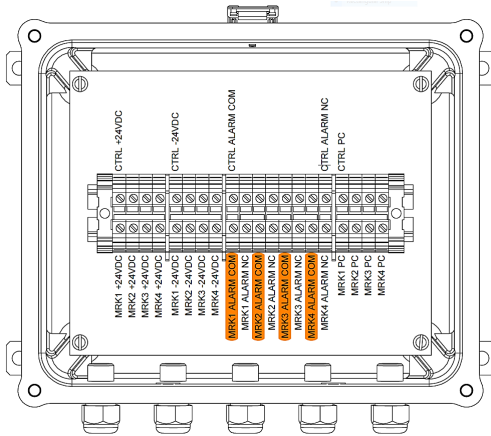 CTRL +24VDC
CTRL -24VDC
CTRL ALARM COM
CTRL ALARM NC
CTRL PC
MRK1 +24VDC
MRK2 +24VDC
MRK3 +24VDC
MRK4 +24VDC
MRK1 -24VDC
MRK2 -24VDC
MRK3 -24VDC
MRK4 -24VDC
MRK1 ALARM COM
MRK1 ALARM NC
MRK2 ALARM COM
MRK2 ALARM NC
MRK3 ALARM COM
MRK3 ALARM NC
MRK4 ALARM COM
MRK4 ALARM NC
MRK1 PC
MRK2 PC
MRK3 PC
MRK4 PC